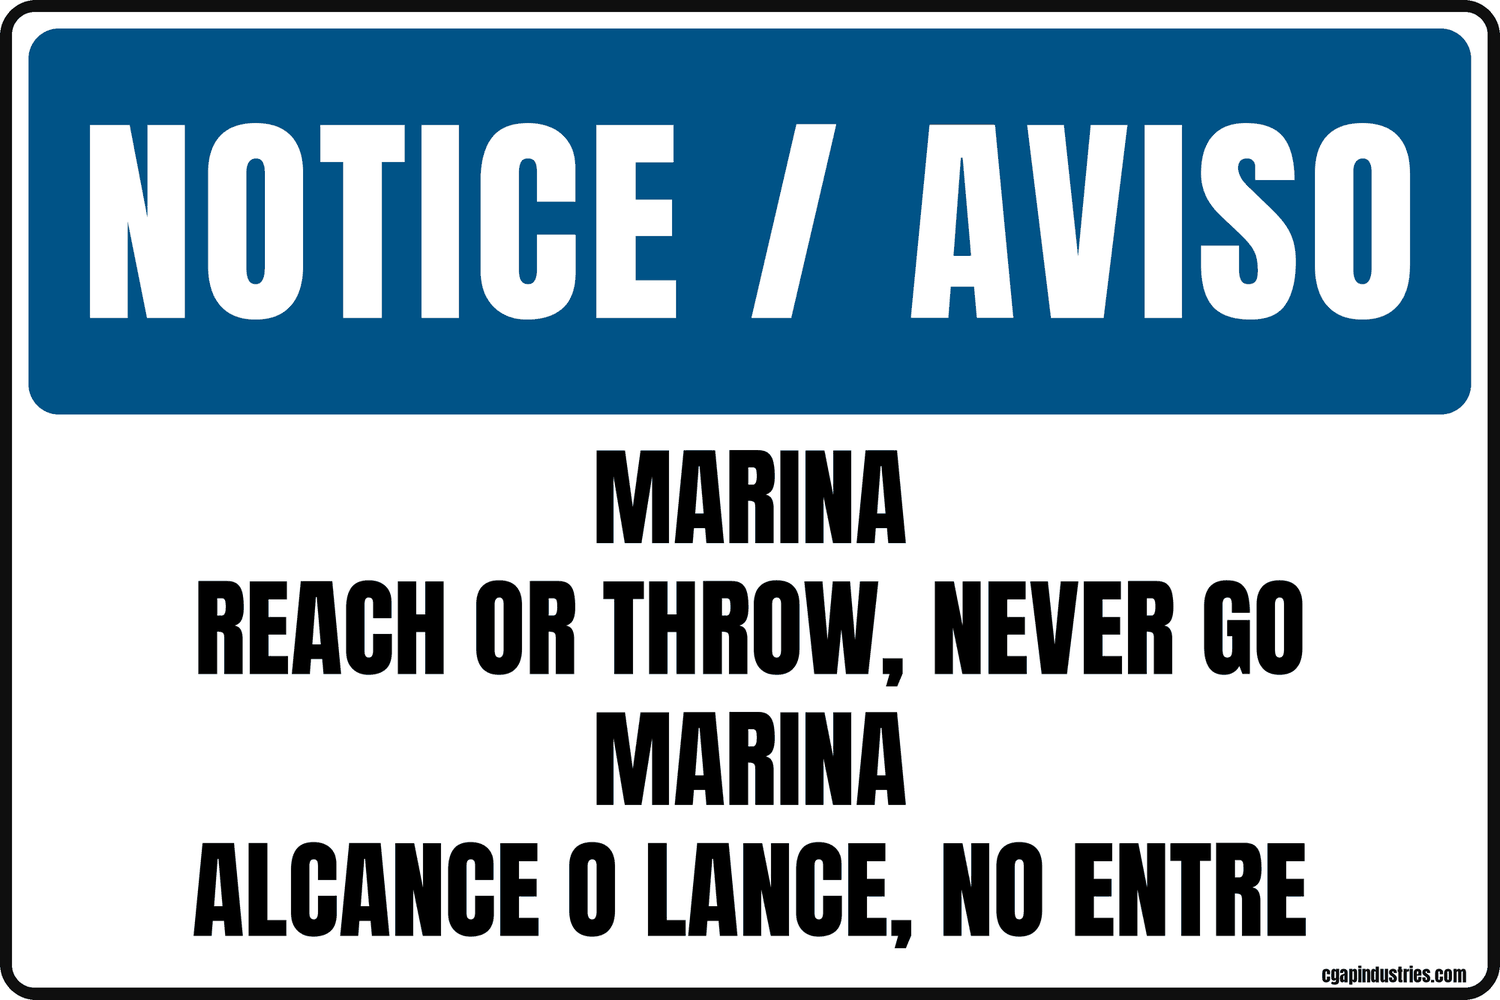 NOTICE / AVISO
MARINA
REACH OR THROW, NEVER GO
MARINA
ALCANCE O LANCE, NO ENTRE
cgapindustries.com